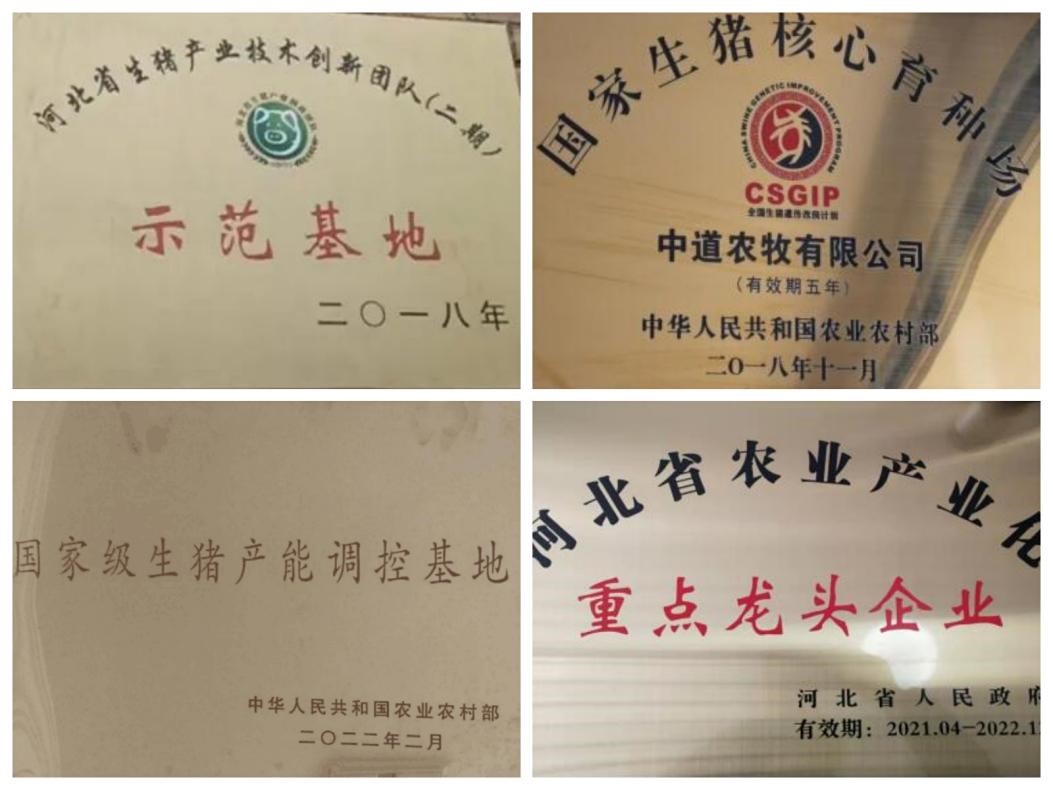 河北省生猪产业技术创新团队(二期)
示范基地
二〇一八年
国家生猪核心育种场
CHINA SWINE GENETIC IMPROVEMENT PROGRAM
CSGIP
全国生猪遗传改良计划
中道农牧有限公司
(有效期五年)
中华人民共和国农业农村部
二〇一八年十一月
国家级生猪产能调控基地
中华人民共和国农业农村部
二〇二二年二月
河北省农业产业化
重点龙头企业
河北省人民政府
有效期：2021.04-2022.1